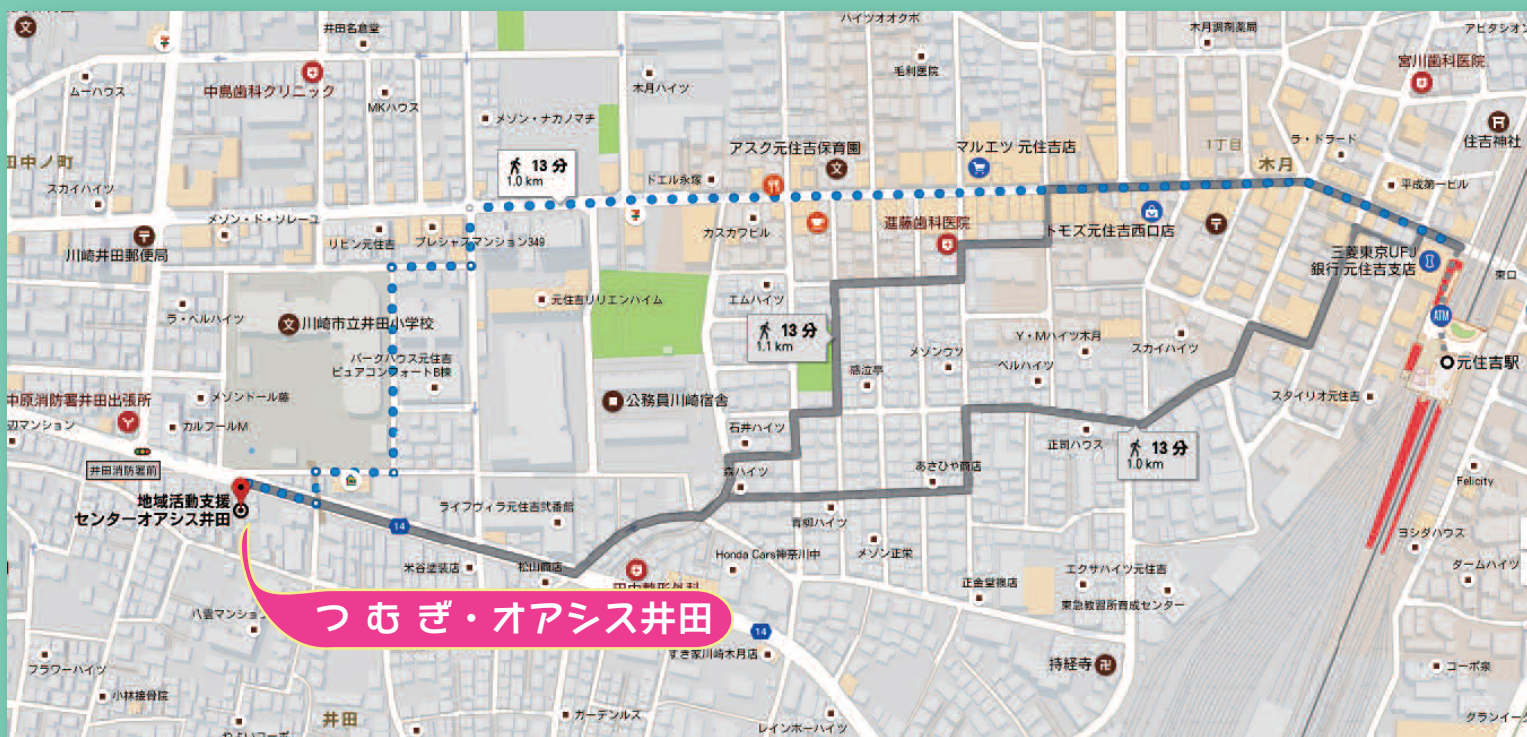 ハイツオオクボ
井田名倉堂
木月調剤薬局
アビタシオン
ムーハウス
中島歯科クリニック
MKハウス
木月ハイツ
毛利医院
宮川歯科医院
メゾン・ナカノマチ
アスク元住吉保育園
マルエツ 元住吉店
1丁目
木月
ラ・ドラード
住吉神社
田中ノ町
スカイハイツ
13 分
1.0 km
ドエル永塚
平成第一ビル
メゾン・ド・ソレーユ
川崎井田郵便局
リビン元住吉
プレシャスマンション349
カスカワビル
進藤歯科医院
トモズ元住吉西口店
三菱東京UFJ
銀行 元住吉支店
東口
ラ・ベルハイツ
川崎市立井田小学校
元住吉リリエンハイム
エムハイツ
13 分
1.1 km
ATM
パークハウス元住吉
ピュアコンフォートB棟
メゾンウツ
Y・Mハイツ木月
スカイハイツ
ベルハイツ
感泣亭
元住吉駅
メゾンドール藤
中原消防署井田出張所
辺マンション
カルフールM
公務員川崎宿舎
石井ハイツ
スタイリオ元住吉
正司ハウス
13 分
1.0 km
井田消防署前
森ハイツ
あさひや商店
Felicity
地域活動支援
センターオアシス井田
14
ライフヴィラ元住吉弐番館
青柳ハイツ
ヨシダハウス
米谷塗装店
松山商店
田中整形外科
Honda Cars神奈川中
メゾン正栄
正金堂褄店
エクサハイツ元住吉
東急教習所育成センター
ダームハイツ
つむぎ・オアシス井田
14
すき家川崎木月店
持経寺
コーポ泉
フラワーハイツ
小林接骨院
井田
ガーデンルズ
レインボーハイツ